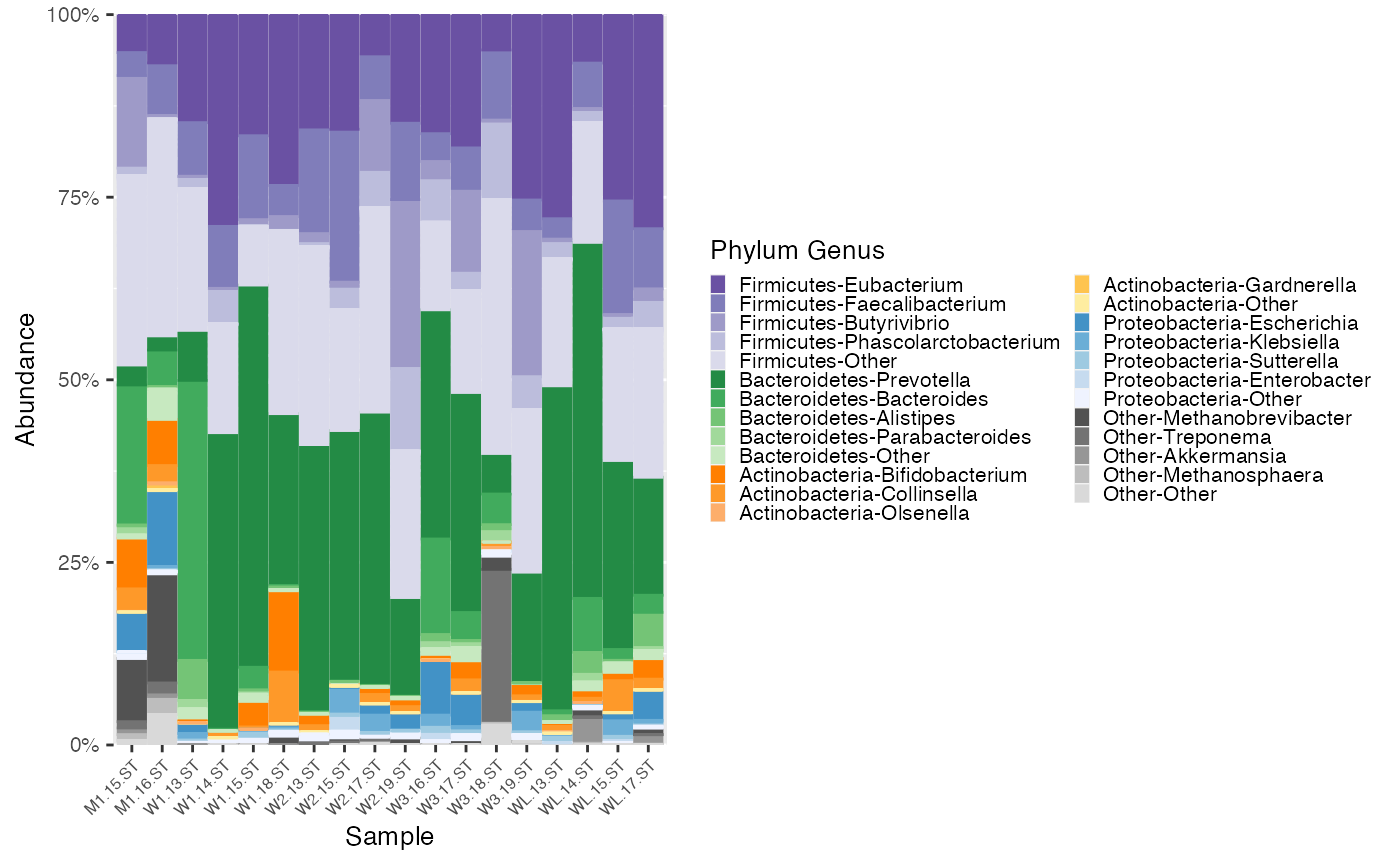 100%
75%
50%
25%
0%
Abundance
M1.15.ST
M1.16.ST
W1.13.ST
W1.14.ST
W1.15.ST
W1.18.ST
W2.13.ST
W2.15.ST
W2.17.ST
W2.19.ST
W3.16.ST
W3.17.ST
W3.18.ST
W3.19.ST
WL.13.ST
WL.14.ST
WL.15.ST
WL.17.ST
Sample
Phylum Genus
Firmicutes-Eubacterium
Firmicutes-Faecalibacterium
Firmicutes-Butyrivibrio
Firmicutes-Phascolarctobacterium
Firmicutes-Other
Bacteroidetes-Prevotella
Bacteroidetes-Bacteroides
Bacteroidetes-Alistipes
Bacteroidetes-Parabacteroides
Bacteroidetes-Other
Actinobacteria-Bifidobacterium
Actinobacteria-Collinsella
Actinobacteria-Olsenella
Actinobacteria-Gardnerella
Actinobacteria-Other
Proteobacteria-Escherichia
Proteobacteria-Klebsiella
Proteobacteria-Sutterella
Proteobacteria-Enterobacter
Proteobacteria-Other
Other-Methanobrevibacter
Other-Treponema
Other-Akkermansia
Other-Methanosphaera
Other-Other